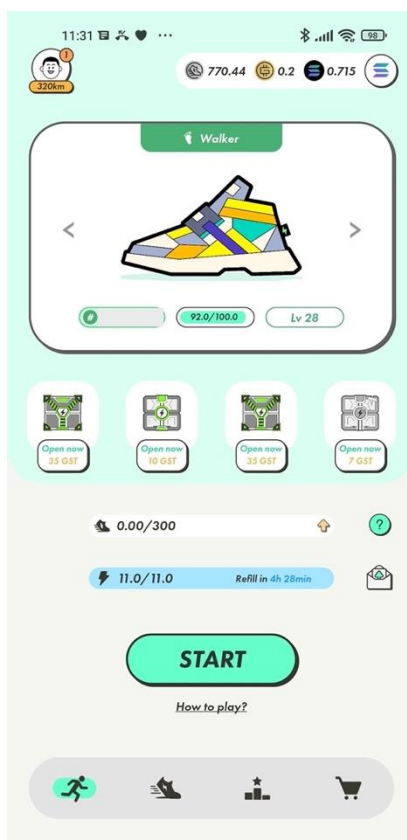 11:31
98
1
320km
770.44 0.2 0.715
Walker
< >
#
92.0/100.0
Lv 28
Open now Open now Open now Open now
35 GST 10 GST 35 GST 7 GST
0.00/300
?
11.0/11.0 Refill in 4h 28min
START
How to play?